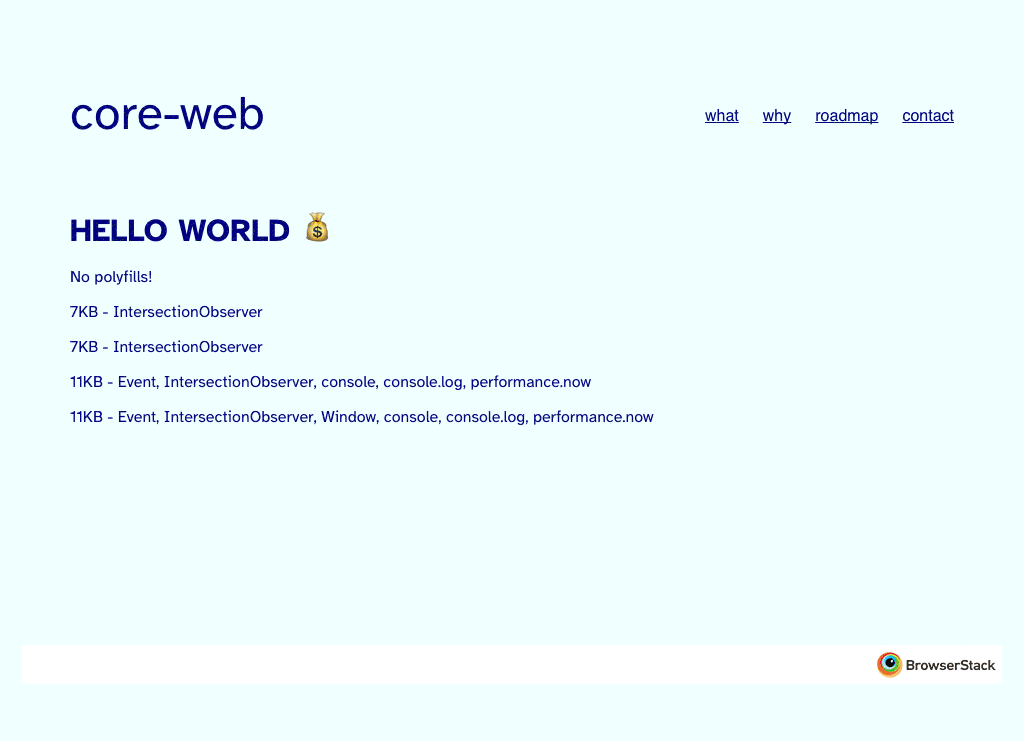 core-web
what why roadmap contact
HELLO WORLD 💰
No polyfills!
7KB - IntersectionObserver
7KB - IntersectionObserver
11KB - Event, IntersectionObserver, console, console.log, performance.now
11KB - Event, IntersectionObserver, Window, console, console.log, performance.now
BrowserStack